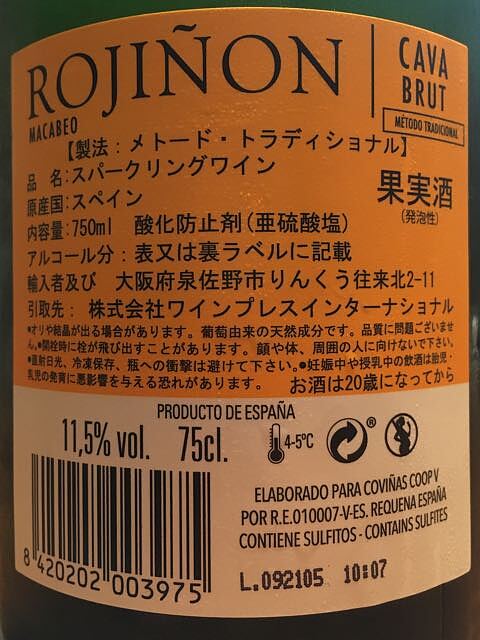 ROJIÑON
CAVA
BRUT
MÉTODO TRADICIONAL
MACABEO
【製法：メトード・トラディショナル】
品　名：スパークリングワイン
原産国：スペイン
果実酒
(発泡性)
内容量：750ml　酸化防止剤(亜硫酸塩)
アルコール分：表又は裏ラベルに記載
輸入者及び　大阪府泉佐野市りんくう往来北2-11
引取先：　株式会社ワインプレスインターナショナル
●オリや結晶が出る場合があります。葡萄由来の天然成分です。品質に問題ございませ
ん。●開栓時に栓が飛び出すことがあります。顔や体、周囲の人に向けないで下さい。
●直射日光、冷凍保存、瓶への衝撃は避けて下さい。●妊娠中や授乳中の飲酒は胎児・
乳児の発育に悪影響を与える恐れがあります。　お酒は20歳になってから
PRODUCTO DE ESPAÑA
11,5% vol.　75cl.　4-5ºC ®
ELABORADO PARA COVIÑAS COOP V
POR R.E.010007-V-ES. REQUENA ESPAÑA
CONTIENE SULFITOS - CONTAINS SULFITES
8 420202 003975
L.092105 10:07